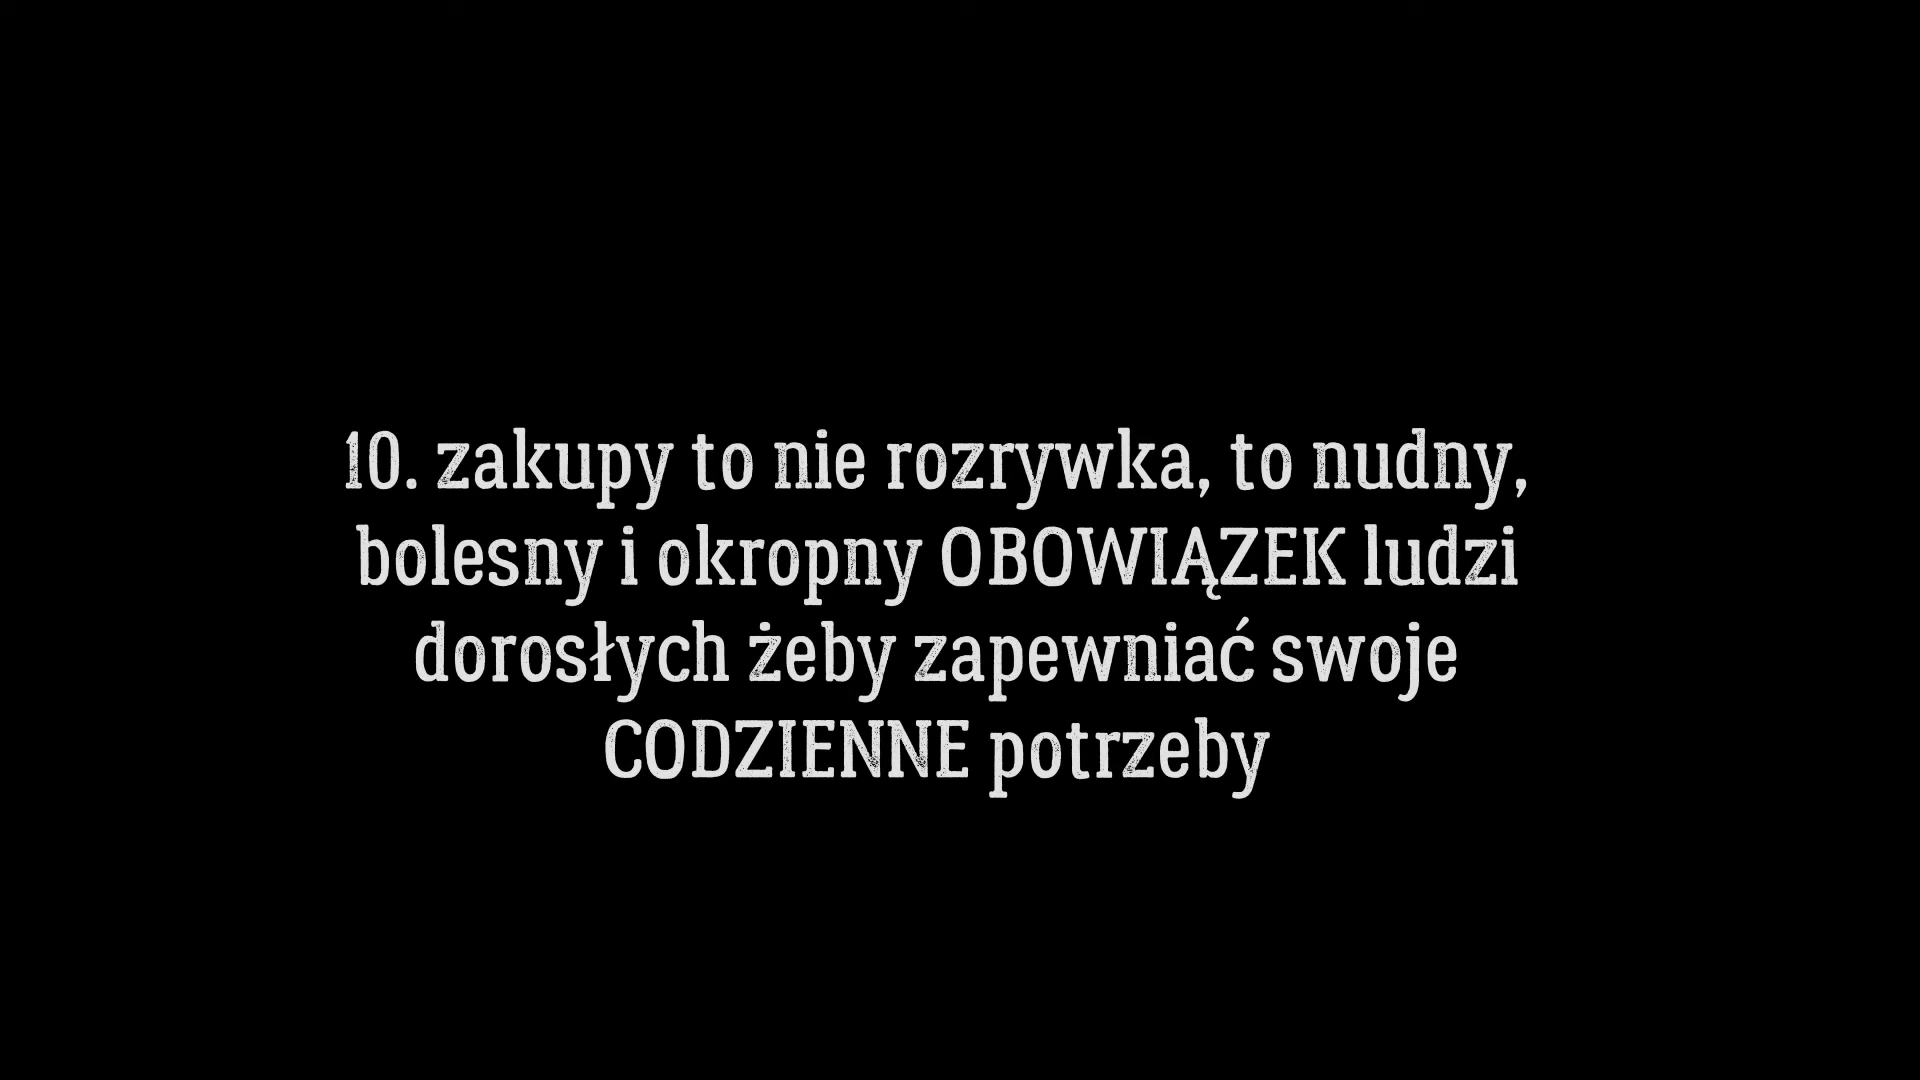 10. zakupy to nie rozrywka, to nudny,
bolesny i okropny OBOWIĄZEK ludzi
dorosłych żeby zapewniać swoje
CODZIENNE potrzeby